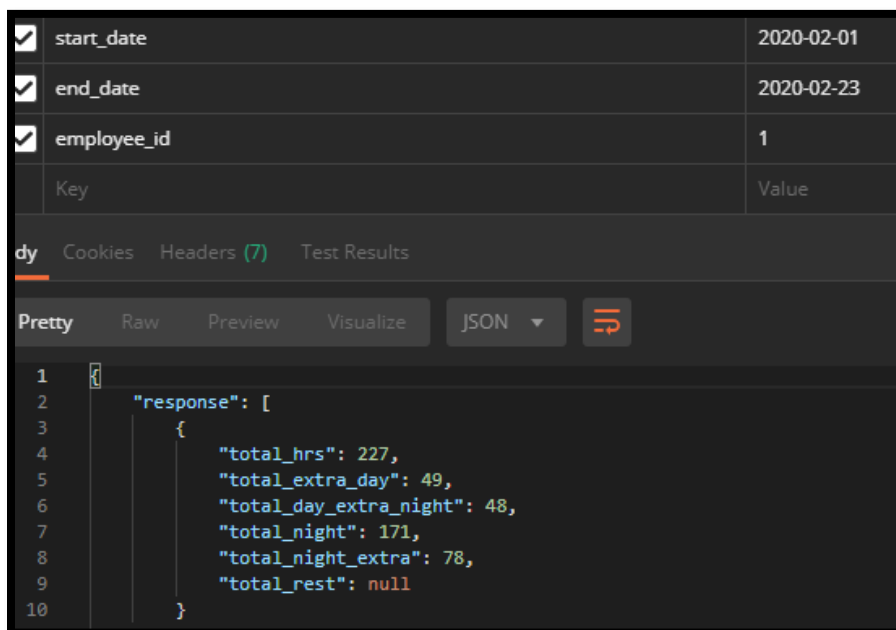 start_date 2020-02-01
end_date 2020-02-23
employee_id 1
Key Value
dy Cookies Headers (7) Test Results
Pretty Raw Preview Visualize JSON
1 {
2 "response": [
3 {
4 "total_hrs": 227,
5 "total_extra_day": 49,
6 "total_day_extra_night": 48,
7 "total_night": 171,
8 "total_night_extra": 78,
9 "total_rest": null
10 }